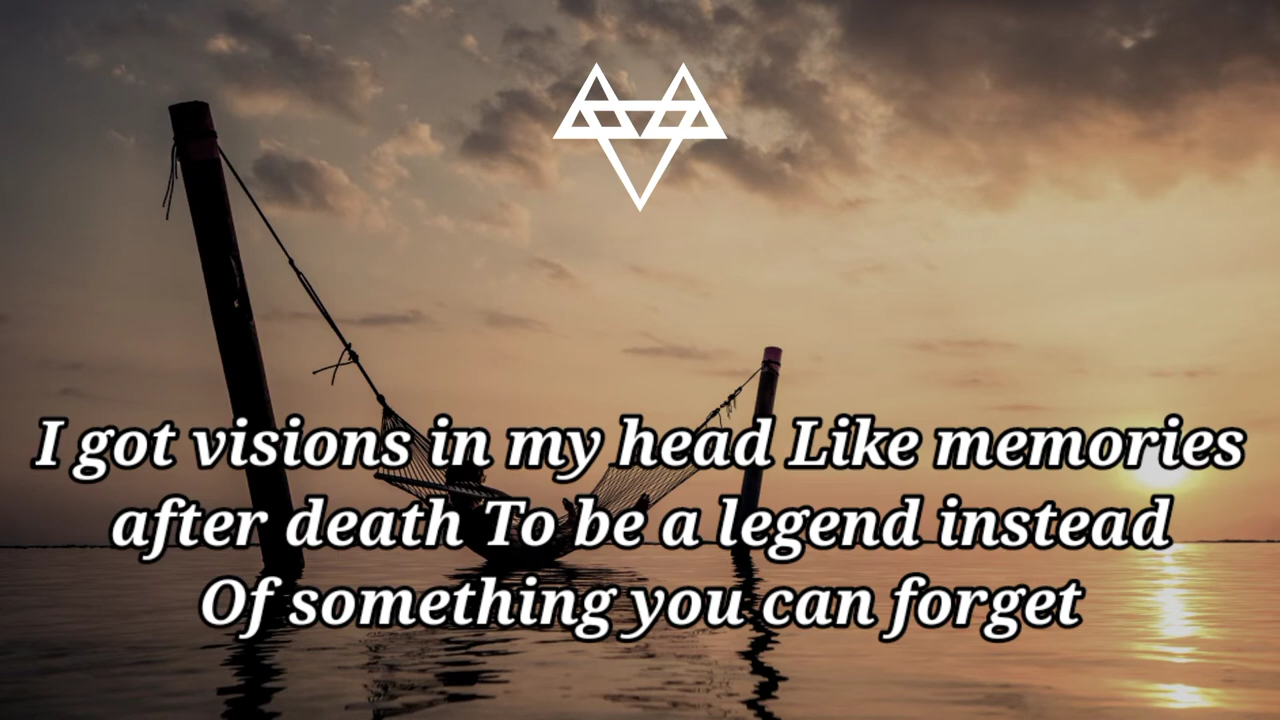 I got visions in my head Like memories
after death To be a legend instead
Of something you can forget